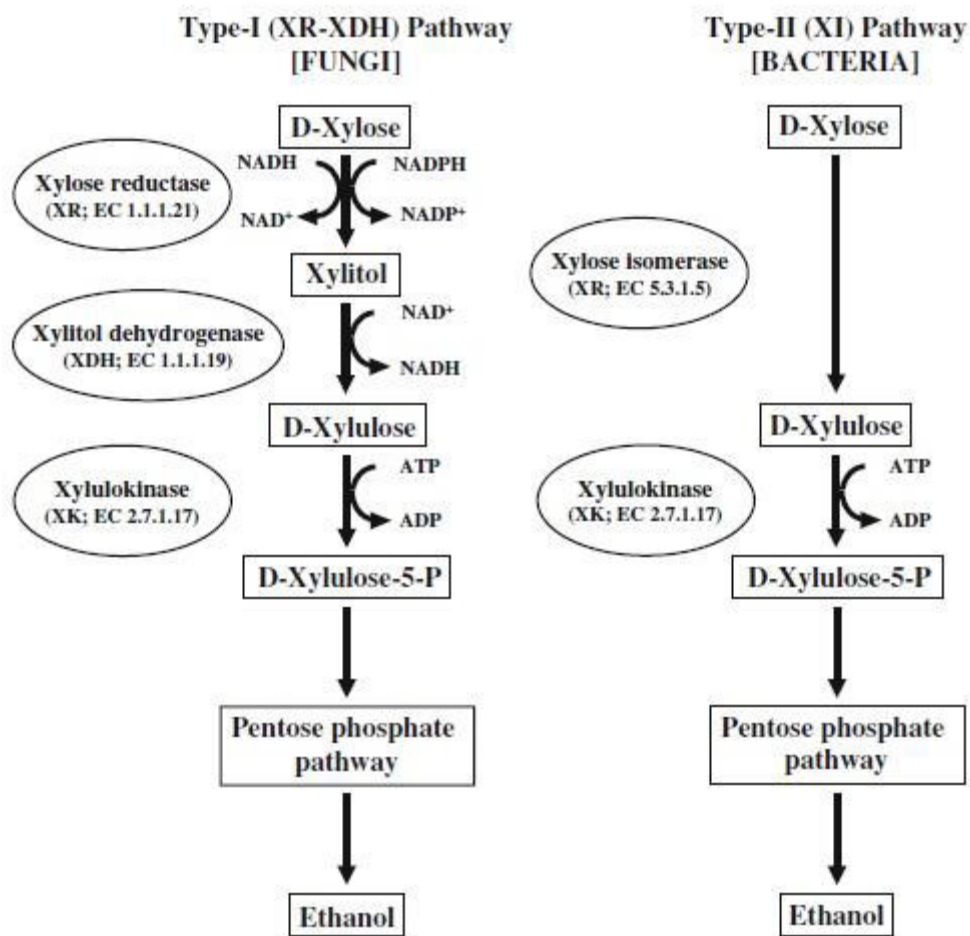 Type-I (XR-XDH) Pathway
[FUNGI]
D-Xylose
NADH
NADPH
Xylose reductase
(XR; EC 1.1.1.21)
NAD⁺
NADP⁺
Xylitol
NAD⁺
Xylitol dehydrogenase
(XDH; EC 1.1.1.19)
NADH
D-Xylulose
ATP
Xylulokinase
(XK; EC 2.7.1.17)
ADP
D-Xylulose-5-P
Pentose phosphate
pathway
Ethanol
Type-II (XI) Pathway
[BACTERIA]
D-Xylose
Xylose isomerase
(XR; EC 5.3.1.5)
D-Xylulose
ATP
Xylulokinase
(XK; EC 2.7.1.17)
ADP
D-Xylulose-5-P
Pentose phosphate
pathway
Ethanol